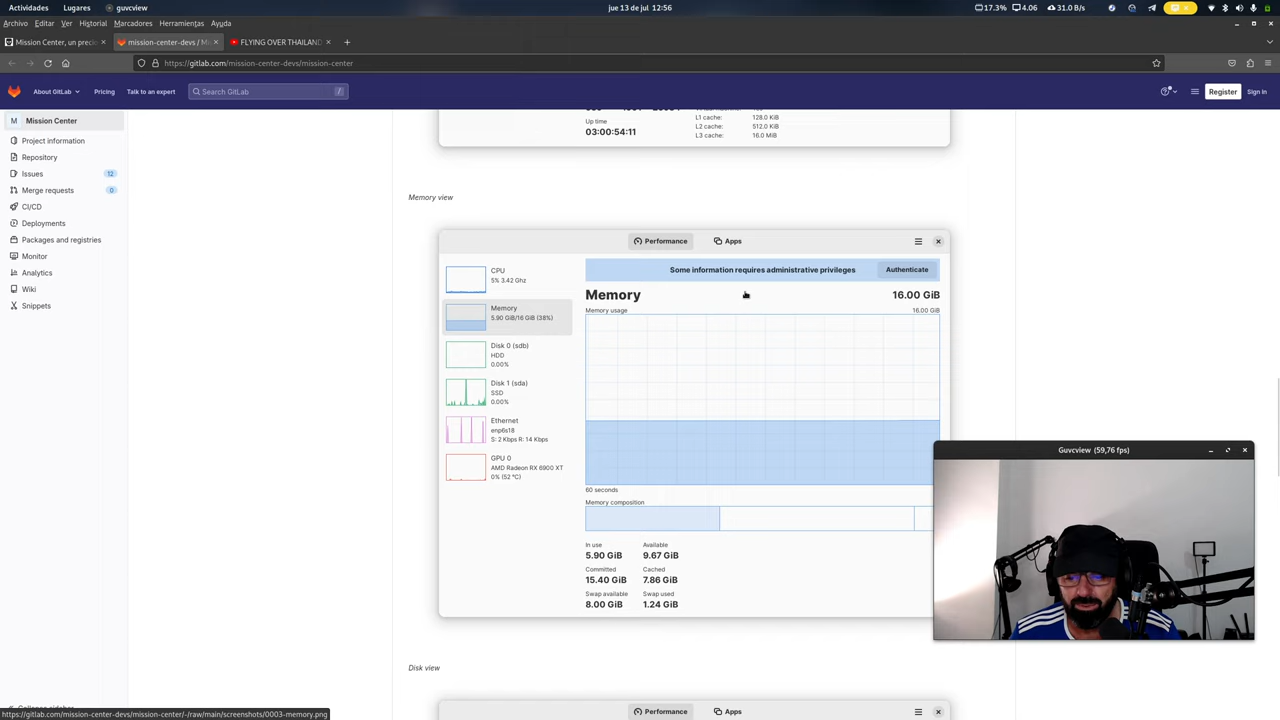 Actividades
Lugares
guvcview
jue 13 de jul 12:56
17.3%
4.06
31.0 B/s
Archivo
Editar
Ver
Historial
Marcadores
Herramientas
Ayuda
Mission Center, un precio
mission-center-devs / M
FLYING OVER THAILAND
https://gitlab.com/mission-center-devs/mission-center
About GitLab
Pricing
Talk to an expert
Search GitLab
/
Register
Sign in
M
Mission Center
Project information
Repository
Issues
12
Merge requests
0
CI/CD
Deployments
Packages and registries
Monitor
Analytics
Wiki
Snippets
Up time
03:00:54:11
L1 cache: 128.0 KiB
L2 cache: 512.0 KiB
L3 cache: 16.0 MiB
Memory view
Performance
Apps
Some information requires administrative privileges
Authenticate
CPU
5% 3.42 Ghz
Memory
5.90 GiB/16 GiB (38%)
Disk 0 (sdb)
HDD
0.00%
Disk 1 (sda)
SSD
0.00%
Ethernet
enp6s18
S: 2 Kbps R: 14 Kbps
GPU 0
AMD Radeon RX 6900 XT
0% (52 °C)
Memory
16.00 GiB
Memory usage
16.00 GiB
60 seconds
Memory composition
In use
Available
5.90 GiB
9.67 GiB
Committed
Cached
15.40 GiB
7.86 GiB
Swap available
Swap used
8.00 GiB
1.24 GiB
Guvcview (59,76 fps)
Disk view
Performance
Apps
https://gitlab.com/mission-center-devs/mission-center/-/raw/main/screenshots/0003-memory.png